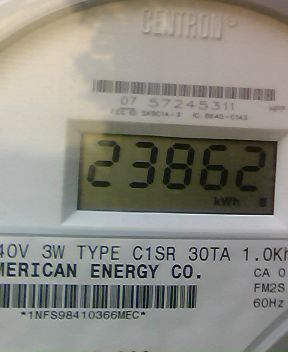 CENTRON
07 57245311
23862
kWh
40V 3W TYPE C1SR 30TA 1.0Kh
MERICAN ENERGY CO.
CA 0
FM2S
60Hz
*1NFS98410366MEC*